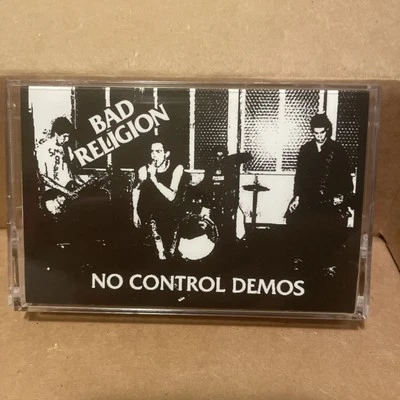 BAD
RELIGION
NO CONTROL DEMOS